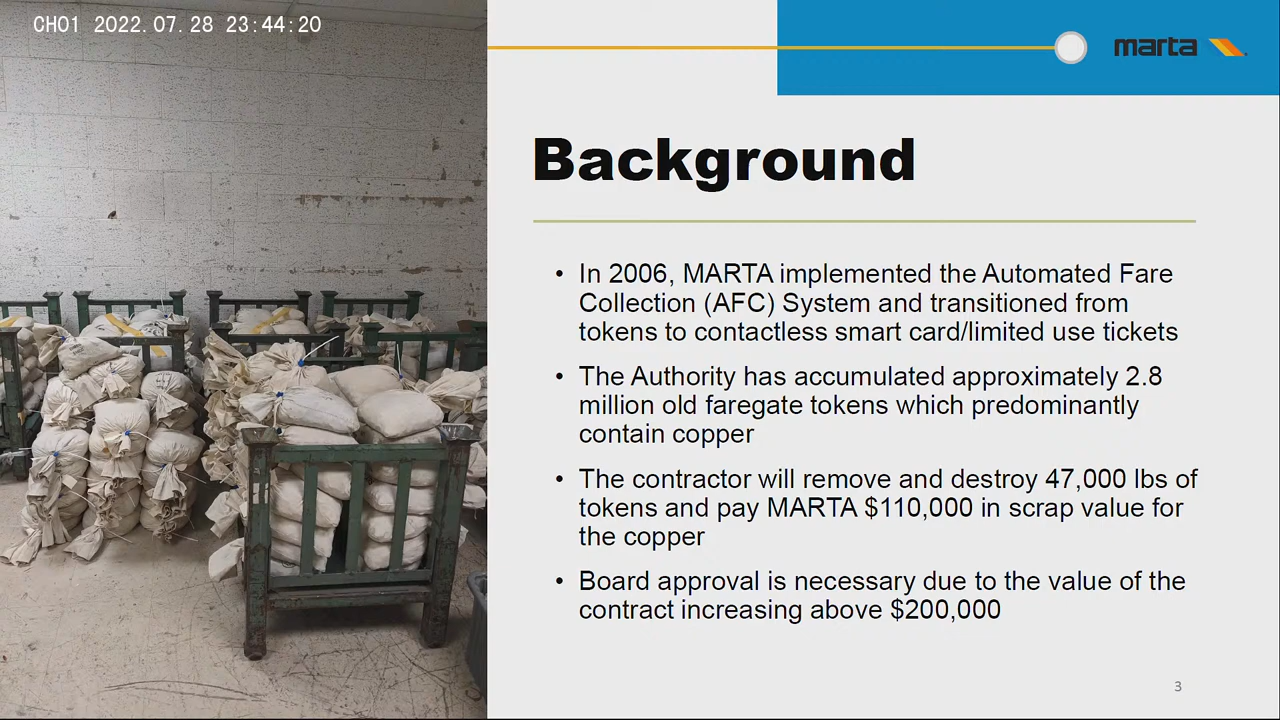 CH01 2022.07.28 23:44:20
marta
Background
• In 2006, MARTA implemented the Automated Fare
Collection (AFC) System and transitioned from
tokens to contactless smart card/limited use tickets
• The Authority has accumulated approximately 2.8
million old faregate tokens which predominantly
contain copper
• The contractor will remove and destroy 47,000 lbs of
tokens and pay MARTA $110,000 in scrap value for
the copper
• Board approval is necessary due to the value of the
contract increasing above $200,000
3